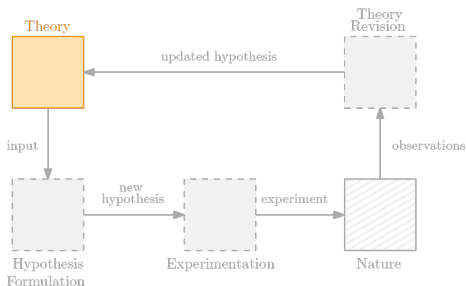 Theory
Theory
Revision
updated hypothesis
input
observations
new
hypothesis
experiment
Hypothesis
Formulation
Experimentation
Nature